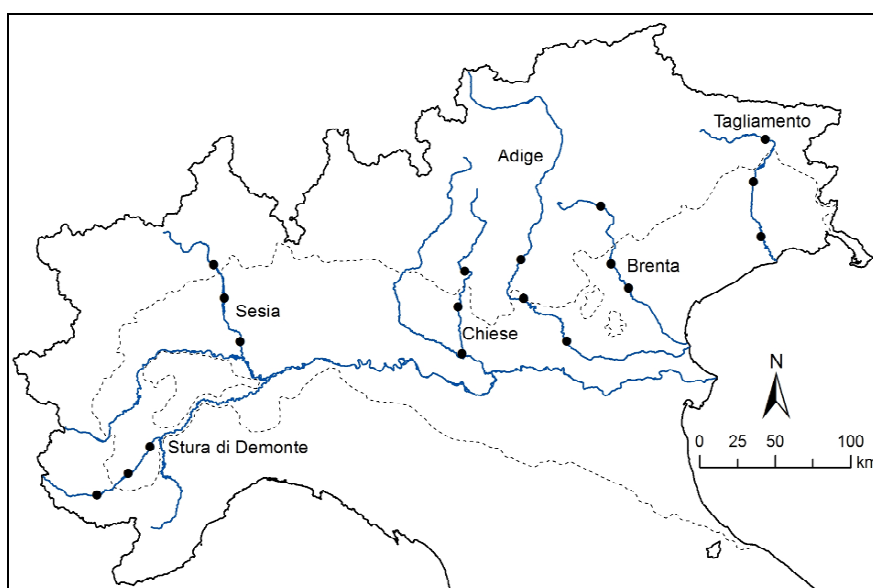 Tagliamento
Adige
Brenta
Sesia
Chiese
N
Stura di Demonte
0 25 50 100
km